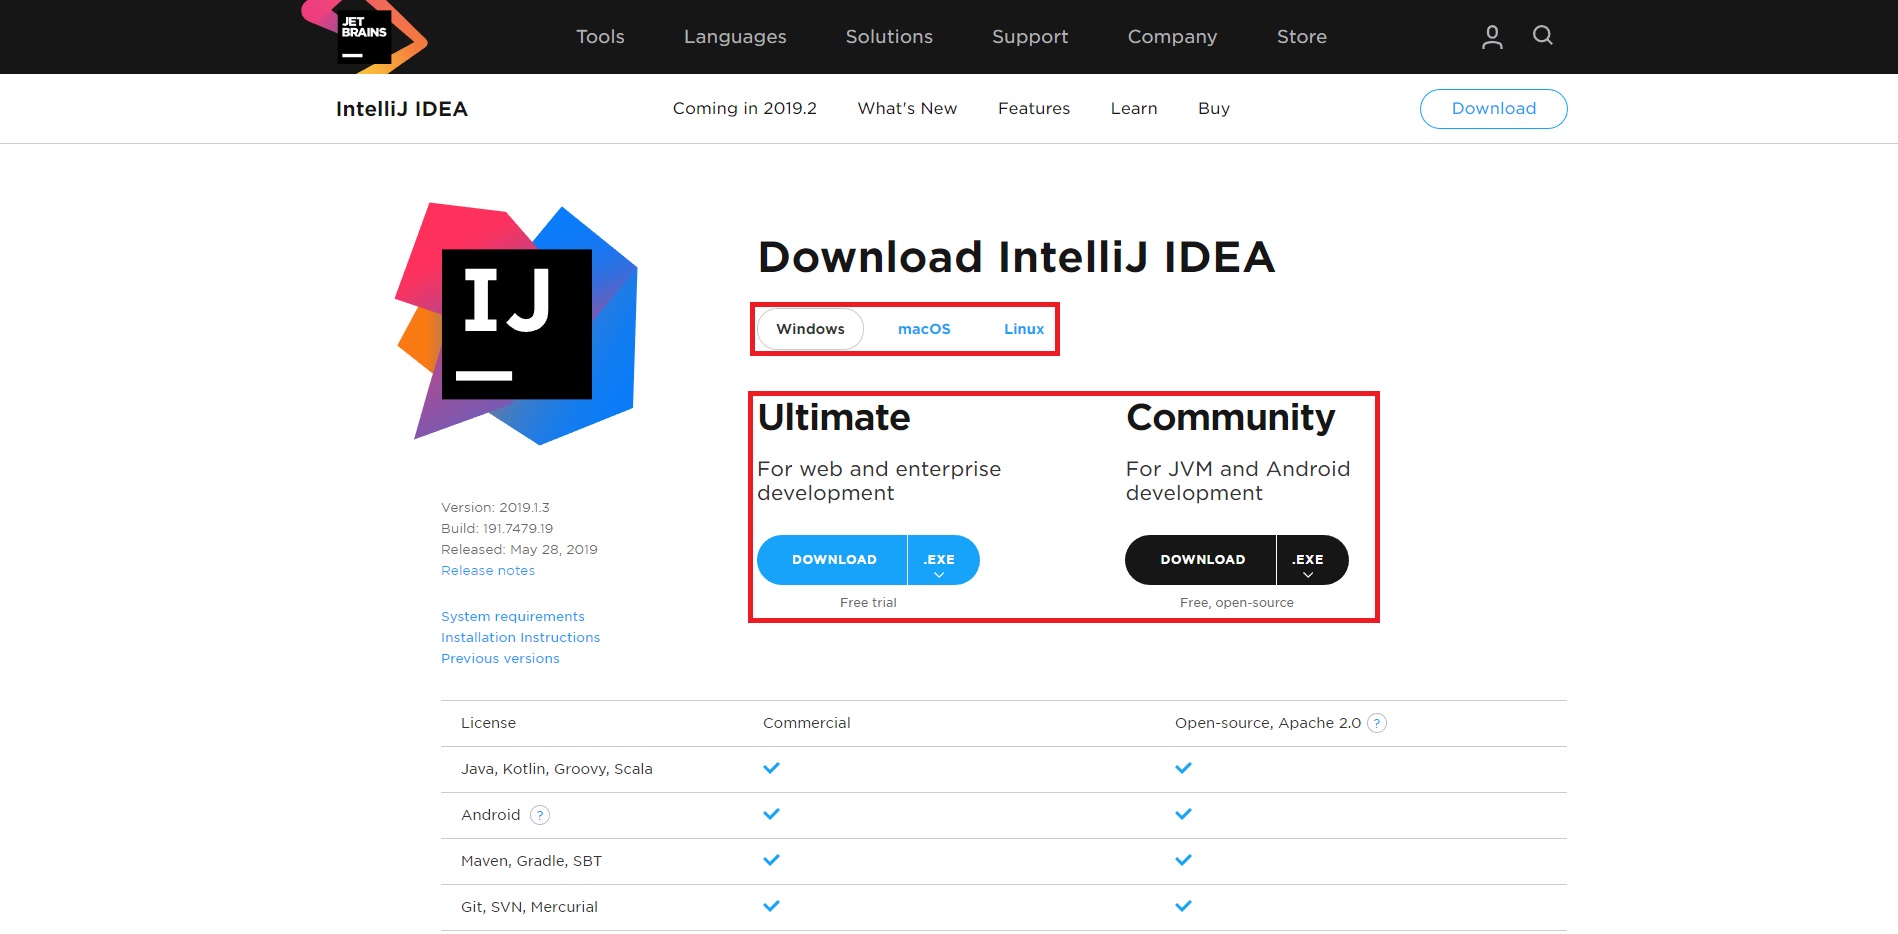 JET
BRAINS
Tools Languages Solutions Support Company Store
IntelliJ IDEA Coming in 2019.2 What's New Features Learn Buy Download
IJ
Download IntelliJ IDEA
Windows macOS Linux
Ultimate Community
For web and enterprise For JVM and Android
development development
DOWNLOAD .EXE DOWNLOAD .EXE
Free trial Free, open-source
Version: 2019.1.3
Build: 191.7479.19
Released: May 28, 2019
Release notes
System requirements
Installation Instructions
Previous versions
License Commercial Open-source, Apache 2.0 ?
Java, Kotlin, Groovy, Scala
Android ?
Maven, Gradle, SBT
Git, SVN, Mercurial